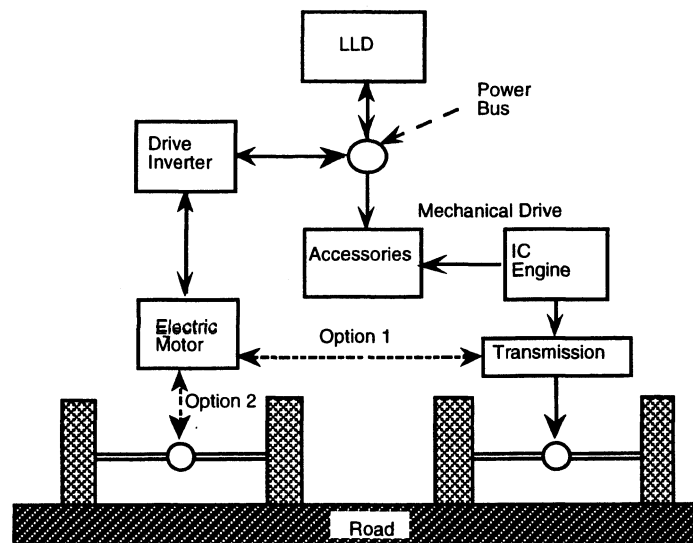 LLD
Power
Bus
Drive
Inverter
Mechanical Drive
Accessories
IC
Engine
Electric
Motor
Option 1
Transmission
Option 2
Road